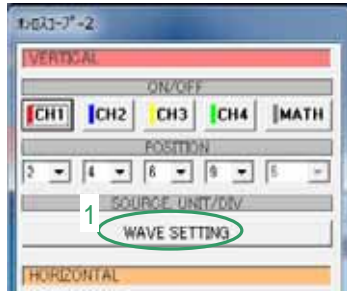 ｵｼﾛｽｺｰﾌﾟ-2
VERTICAL
ON/OFF
CH1 CH2 CH3 CH4 MATH
POSITION
2 4 6 8 5
SOURCE, UNIT/DIV
1
WAVE SETTING
HORIZONTAL